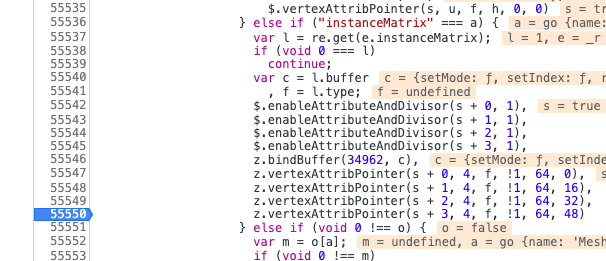 55535 $.vertexAttribPointer(s, u, f, h, 0, 0) s = t
55536 } else if ("instanceMatrix" === a) { a = go {name:
55537 var l = re.get(e.instanceMatrix); l = 1, e = _r
55538 if (void 0 === l)
55539 continue;
55540 var c = l.buffer c = {setMode: ƒ, setIndex: ƒ, r
55541 , f = l.type; f = undefined
55542 $.enableAttributeAndDivisor(s + 0, 1), s = true
55543 $.enableAttributeAndDivisor(s + 1, 1),
55544 $.enableAttributeAndDivisor(s + 2, 1),
55545 $.enableAttributeAndDivisor(s + 3, 1),
55546 z.bindBuffer(34962, c), c = {setMode: ƒ, setInde
55547 z.vertexAttribPointer(s + 0, 4, f, !1, 64, 0), s
55548 z.vertexAttribPointer(s + 1, 4, f, !1, 64, 16),
55549 z.vertexAttribPointer(s + 2, 4, f, !1, 64, 32),
55550 z.vertexAttribPointer(s + 3, 4, f, !1, 64, 48)
55551 } else if (void 0 !== o) { o = false
55552 var m = o[a]; m = undefined, a = go {name: 'Mesh
55553 if (void 0 !== m)